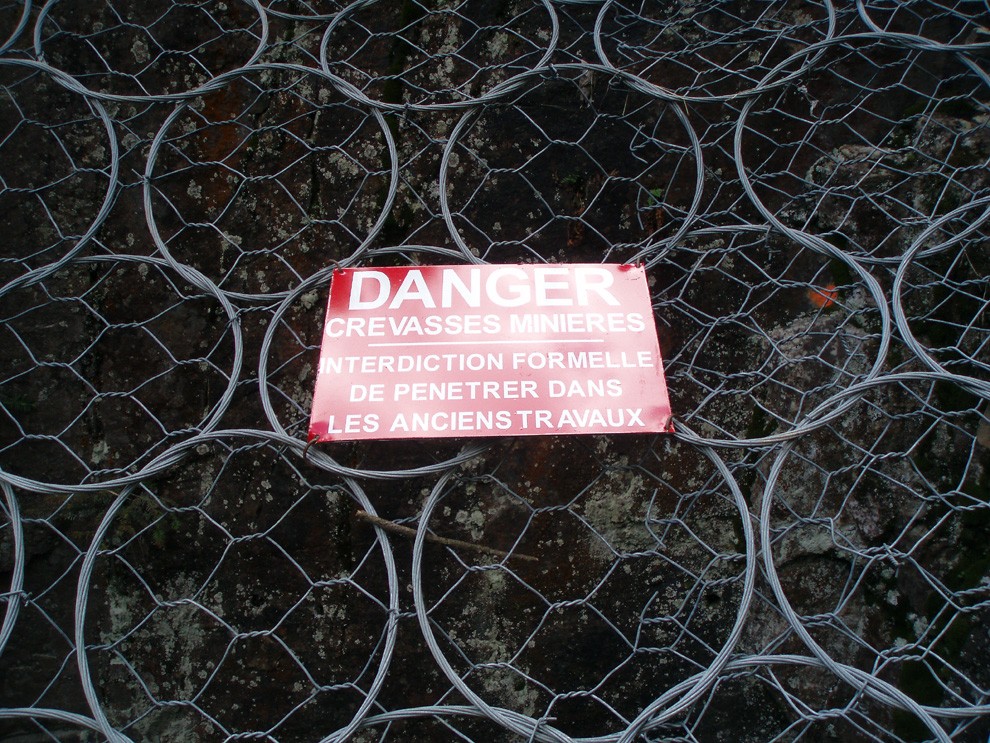 DANGER
CREVASSES MINIERES
INTERDICTION FORMELLE
DE PENETRER DANS
LES ANCIENS TRAVAUX